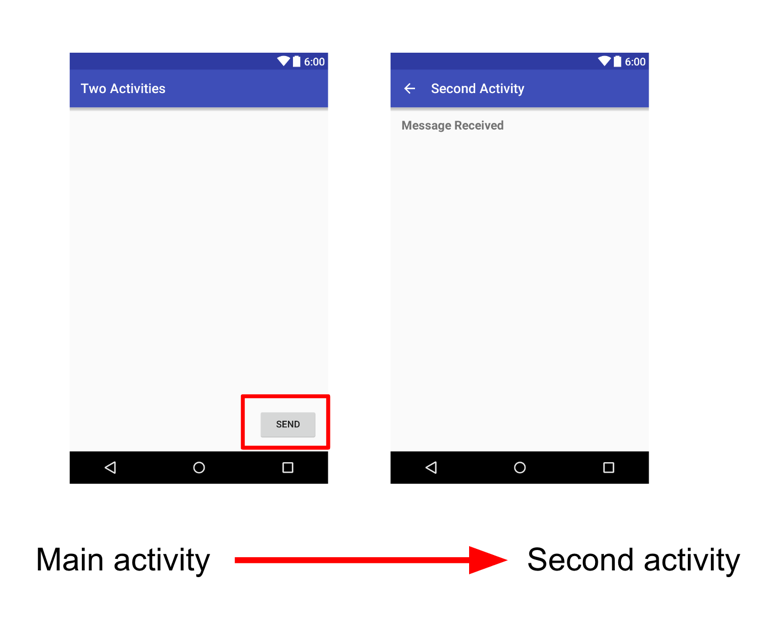 6:00
Two Activities
SEND
6:00
Second Activity
Message Received
Main activity
Second activity